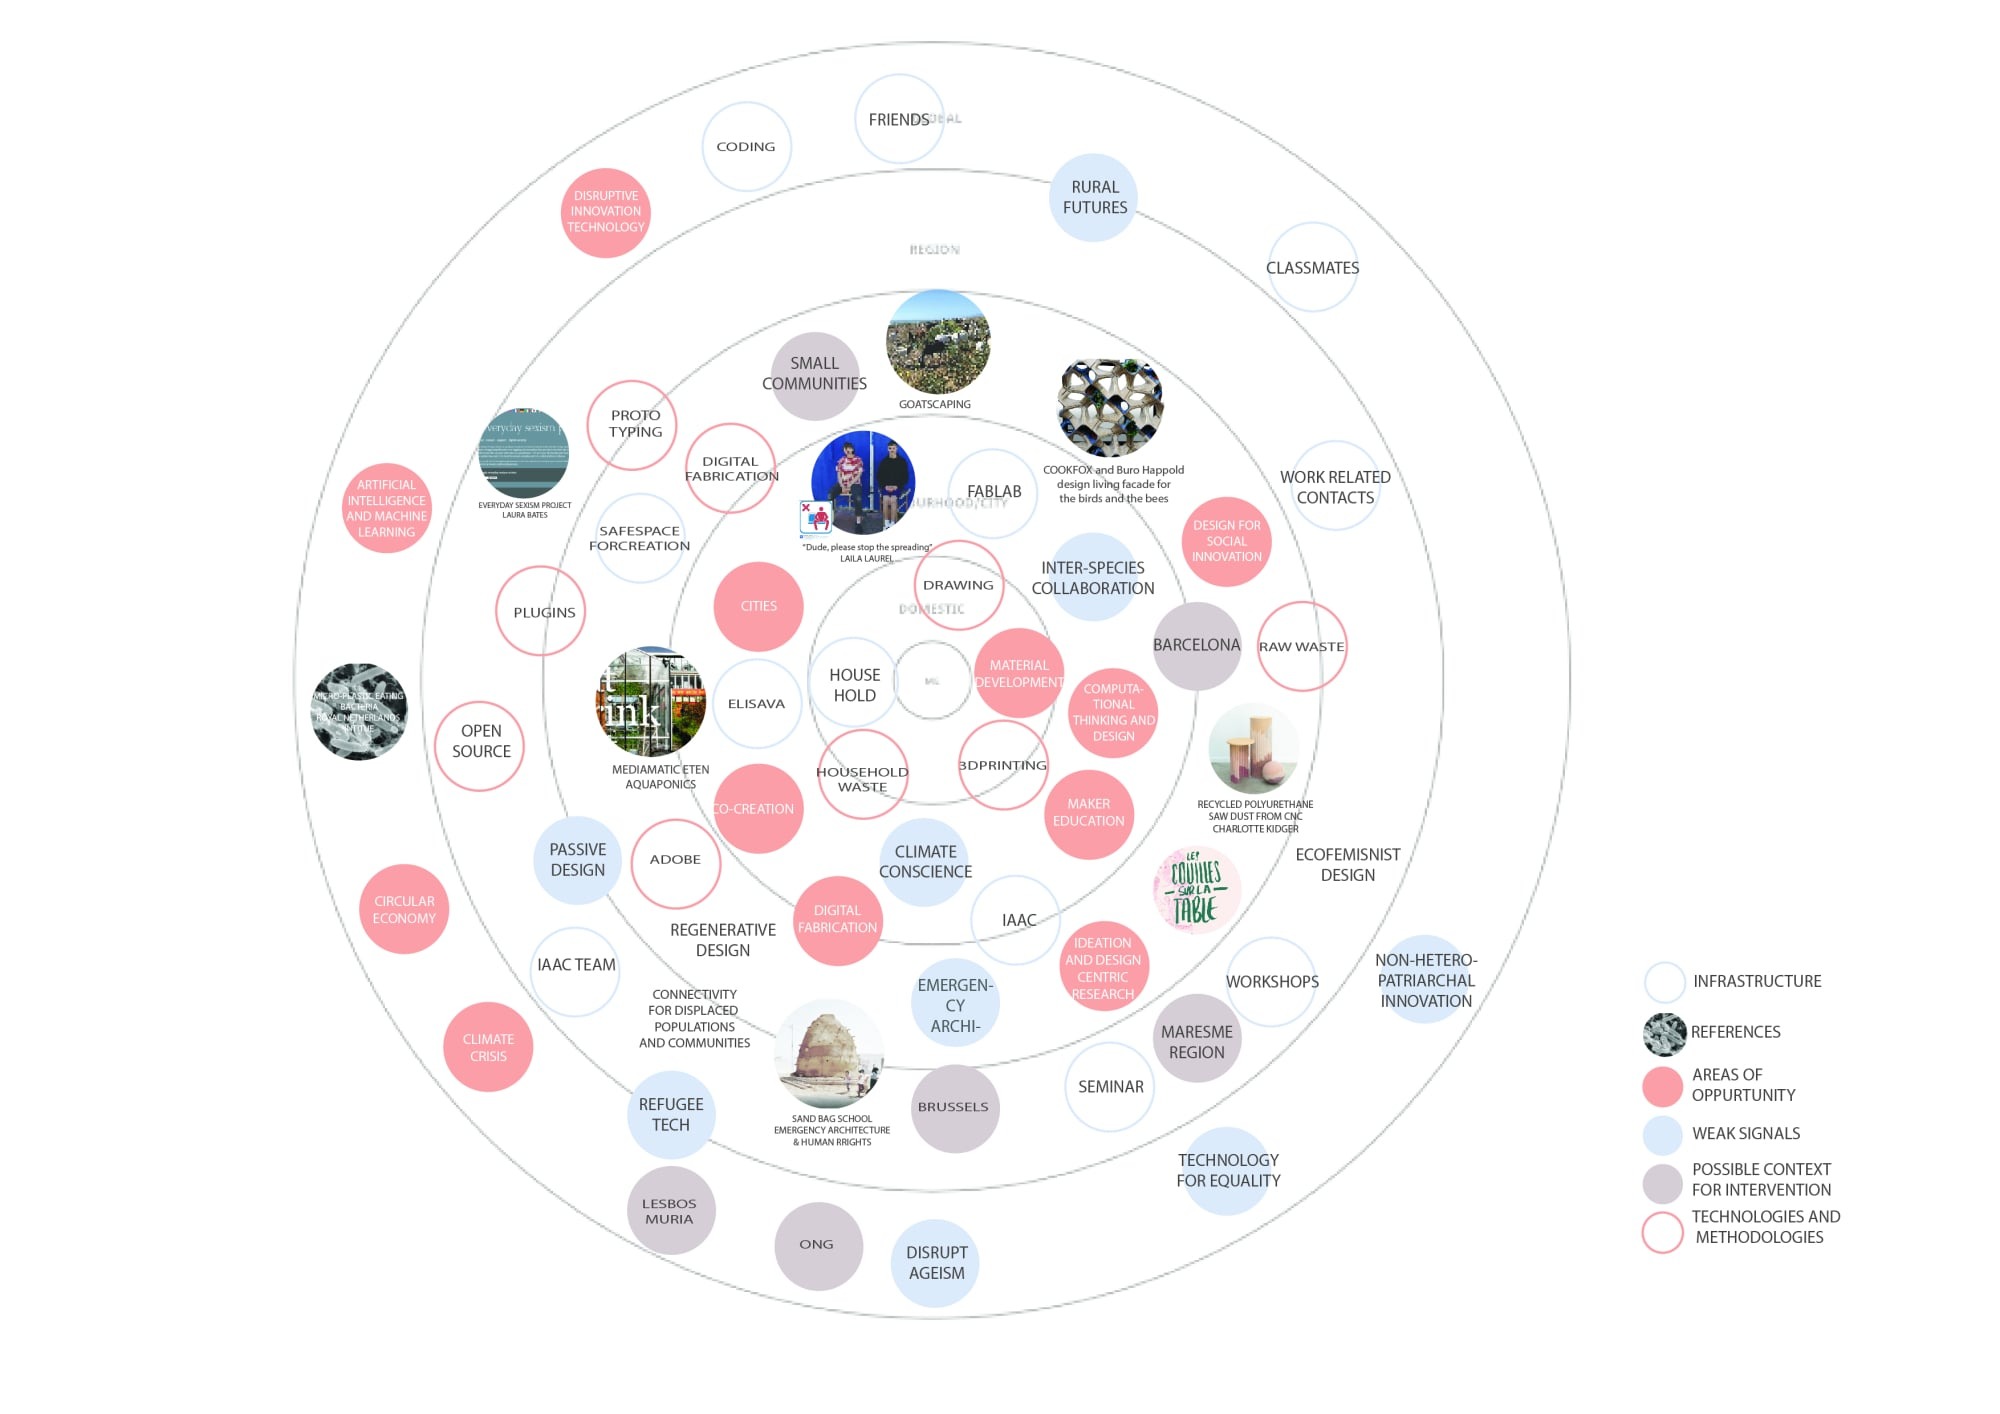 FRIENDS
CODING
DISRUPTIVE
INNOVATION
TECHNOLOGY
RURAL
FUTURES
REGION
CLASSMATES
SMALL
COMMUNITIES
GOATSCAPING
PROTO
TYPING
everyday sexism p
EVERYDAY SEXISM PROJECT
LAURA BATES
DIGITAL
FABRICATION
"Dude, please stop the spreading"
LAILA LAUREL
FABLAB
URHOOD/CITY
COOKFOX and Buro Happold
design living facade for
the birds and the bees
WORK RELATED
CONTACTS
ARTIFICIAL
INTELLIGENCE
AND MACHINE
LEARNING
SAFESPACE
FORCREATION
DESIGN FOR
SOCIAL
INNOVATION
INTER-SPECIES
COLLABORATION
DRAWING
DOMESTIC
CITIES
PLUGINS
BARCELONA
RAW WASTE
MATERIAL
DEVELOPMENT
HOUSE
HOLD
ME
ELISAVA
COMPUTA-
TIONAL
THINKING AND
DESIGN
MICRO-PLASTIC EATING
BACTERIA
ROYAL NETHERLANDS
OPEN
SOURCE
ink
MEDIAMATIC ETEN
AQUAPONICS
HOUSEHOLD
WASTE
3DPRINTING
CO-CREATION
MAKER
EDUCATION
RECYCLED POLYURETHANE
SAW DUST FROM CNC
CHARLOTTE KIDGER
PASSIVE
DESIGN
ADOBE
CLIMATE
CONSCIENCE
LES
COUILLES
SUR LA
TABLE
ECOFEMISNIST
DESIGN
CIRCULAR
ECONOMY
DIGITAL
FABRICATION
IAAC
REGENERATIVE
DESIGN
IDEATION
AND DESIGN
CENTRIC
RESEARCH
IAAC TEAM
WORKSHOPS
NON-HETERO-
PATRIARCHAL
INNOVATION
EMERGEN-
CY
ARCHI-
CONNECTIVITY
FOR DISPLACED
POPULATIONS
AND COMMUNITIES
CLIMATE
CRISIS
MARESME
REGION
SEMINAR
REFUGEE
TECH
SAND BAG SCHOOL
EMERGENCY ARCHITECTURE
& HUMAN RRIGHTS
BRUSSELS
TECHNOLOGY
FOR EQUALITY
LESBOS
MURIA
ONG
DISRUPT
AGEISM
INFRASTRUCTURE
REFERENCES
AREAS OF
OPPURTUNITY
WEAK SIGNALS
POSSIBLE CONTEXT
FOR INTERVENTION
TECHNOLOGIES AND
METHODOLOGIES